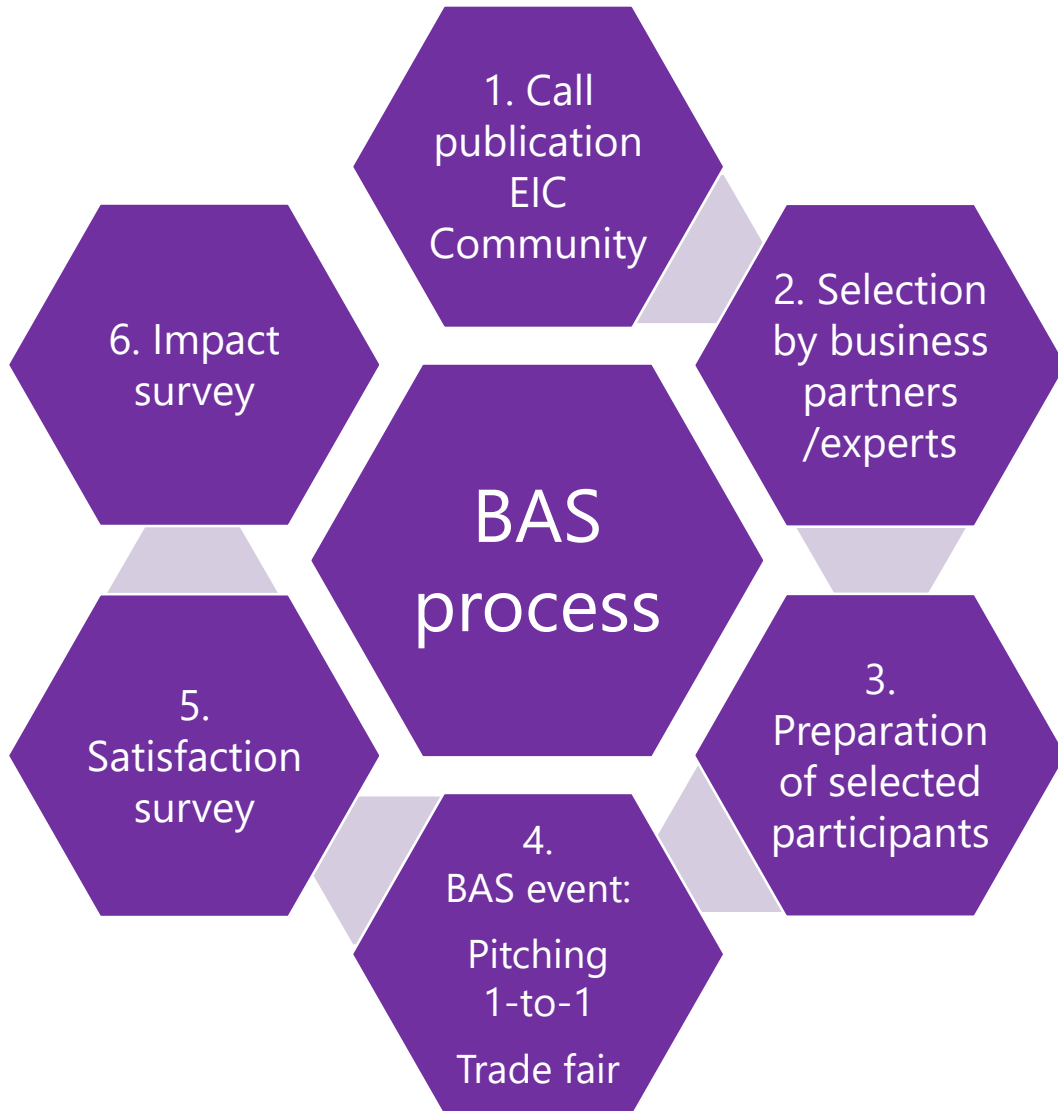 1. Call
publication
EIC
Community
2. Selection
by business
partners
/experts
3.
Preparation
of selected
participants
4.
BAS event:
Pitching
1-to-1
Trade fair
5.
Satisfaction
survey
6. Impact
survey
BAS
process